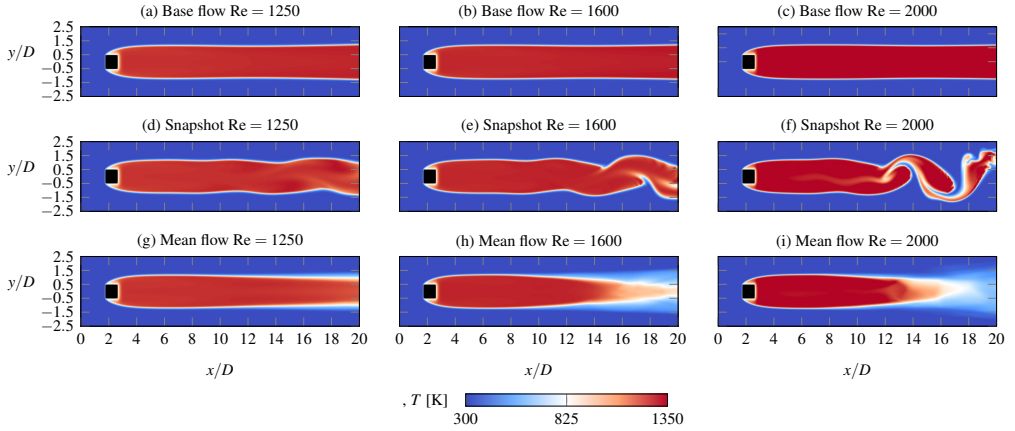 (a) Base flow Re = 1250 (b) Base flow Re = 1600 (c) Base flow Re = 2000
y/D
2.5
0.5
−0.5
−2.5
(d) Snapshot Re = 1250 (e) Snapshot Re = 1600 (f) Snapshot Re = 2000
y/D
2.5
1.5
0.5
−0.5
−1.5
−2.5
(g) Mean flow Re = 1250 (h) Mean flow Re = 1600 (i) Mean flow Re = 2000
y/D
2.5
1.5
0.5
−0.5
−1.5
−2.5
0 2 4 6 8 10 12 14 16 18 20 0 2 4 6 8 10 12 14 16 18 20 0 2 4 6 8 10 12 14 16 18 20
x/D x/D x/D
, T [K]
300 825 1350